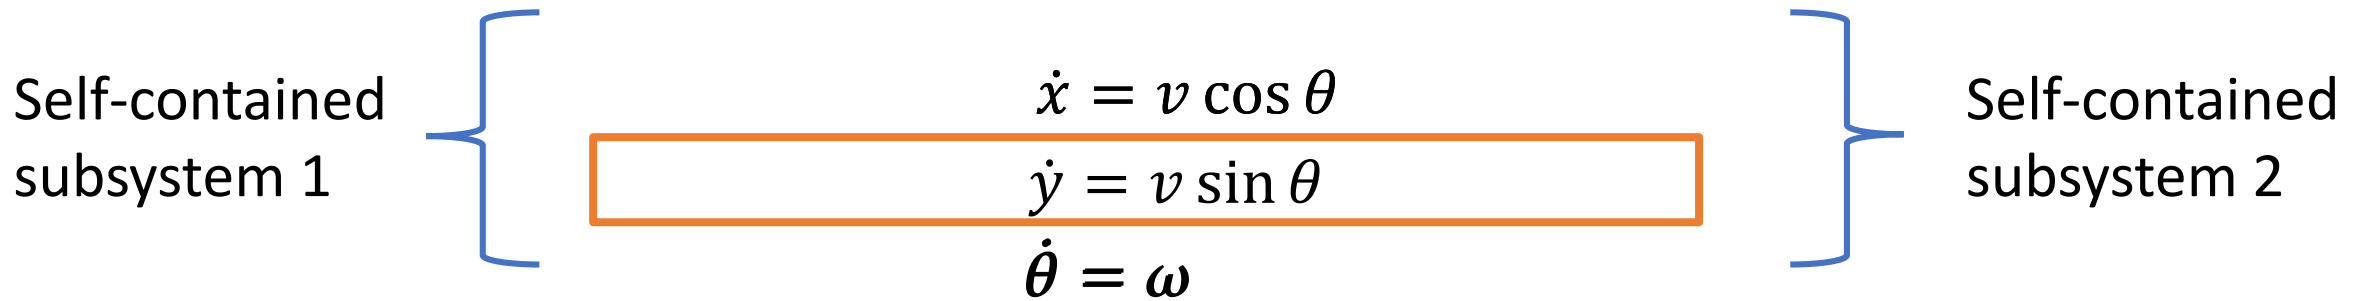 Self-contained
subsystem 1
ẋ = v cos θ
ẏ = v sin θ
θ̇ = ω
Self-contained
subsystem 2